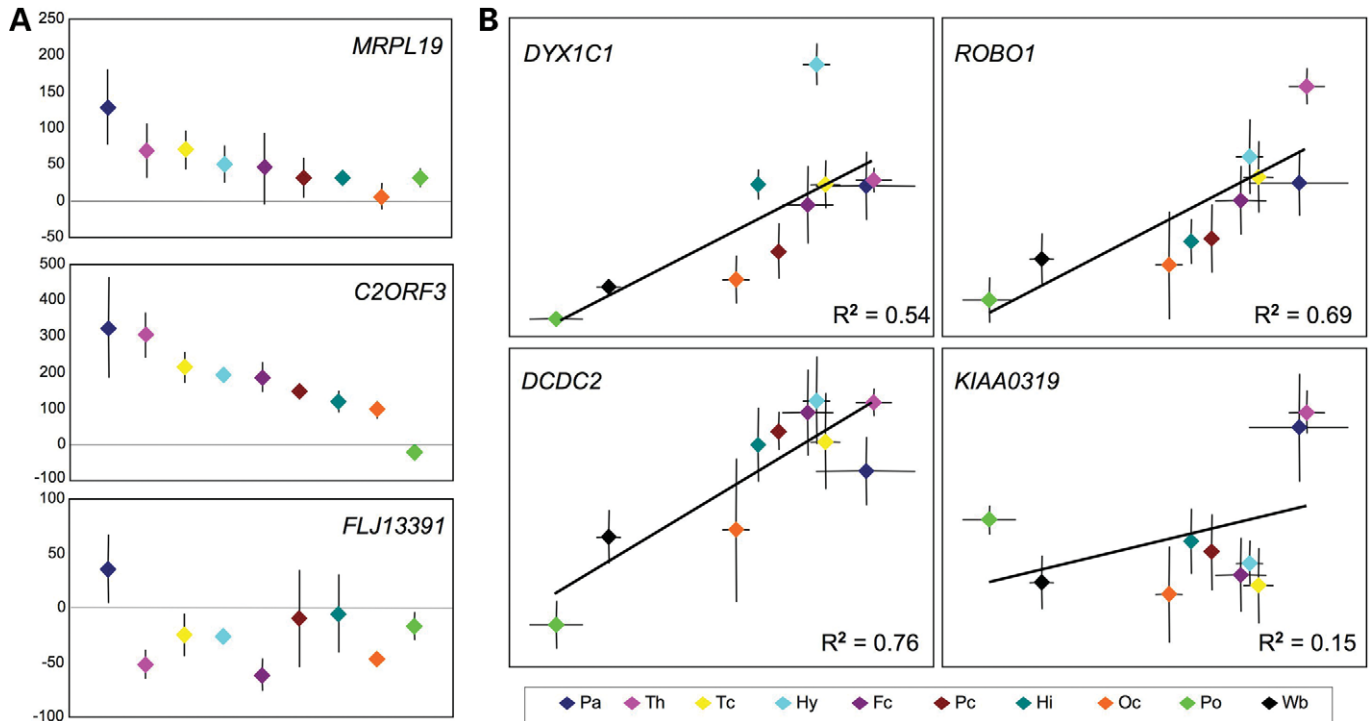 A
250
200
150
100
50
0
-50
MRPL19
500
400
300
200
100
0
-100
C2ORF3
100
50
0
-50
-100
FLJ13391
B
DYX1C1
R² = 0.54
ROBO1
R² = 0.69
DCDC2
R² = 0.76
KIAA0319
R² = 0.15
Pa Th Tc Hy Fc Pc Hi Oc Po Wb